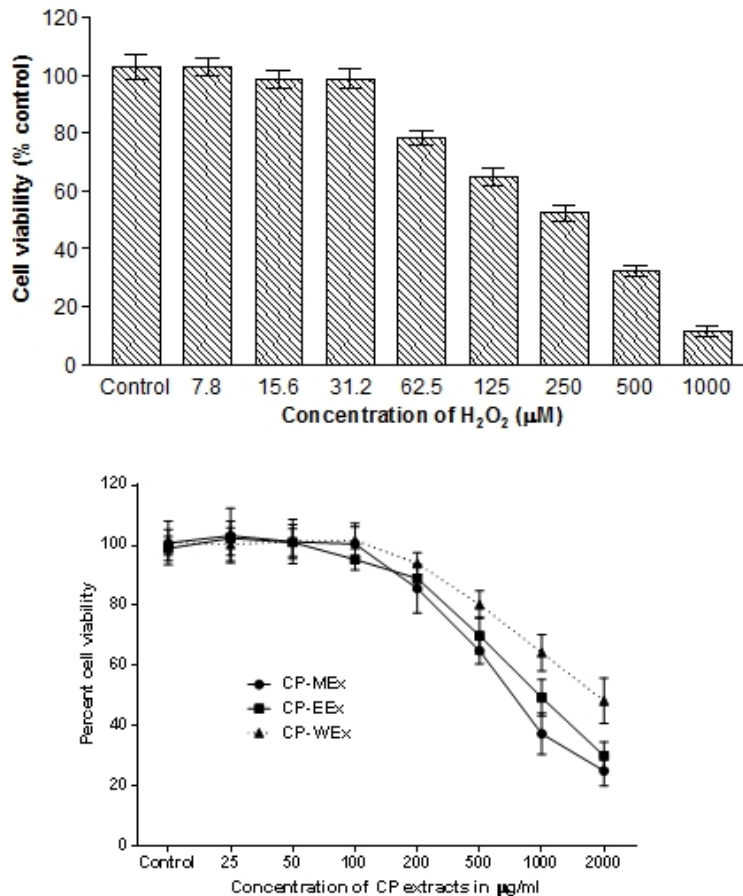 120
100
80
60
40
20
0
Cell viability (% control)
Control 7.8 15.6 31.2 62.5 125 250 500 1000
Concentration of H₂O₂ (μM)
120
100
80
60
40
20
0
Percent cell viability
CP-MEx
CP-EEx
CP-WEx
Control 25 50 100 200 500 1000 2000
Concentration of CP extracts in μg/ml